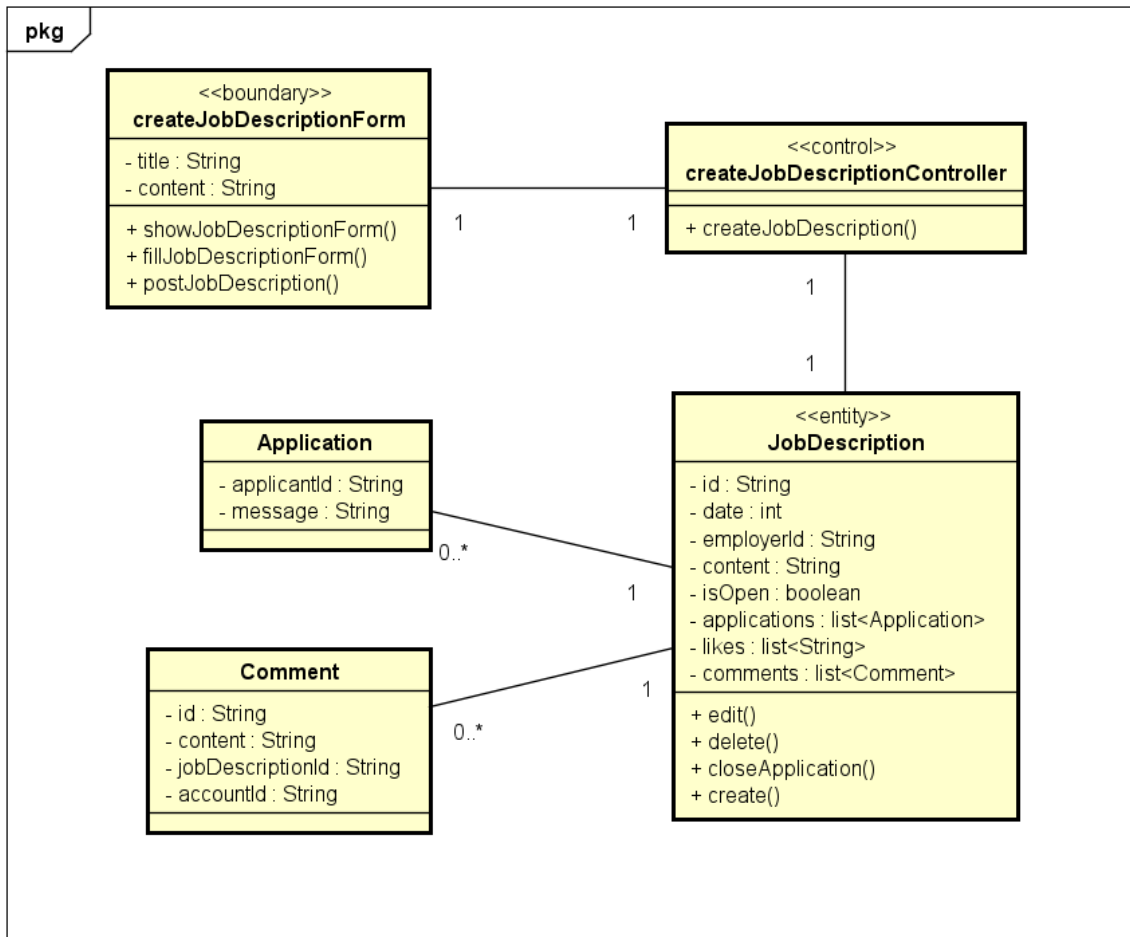 pkg
<<boundary>>
createJobDescriptionForm
- title : String
- content : String
+ showJobDescriptionForm()
+ fillJobDescriptionForm()
+ postJobDescription()
1
1
<<control>>
createJobDescriptionController
+ createJobDescription()
1
1
<<entity>>
JobDescription
- id : String
- date : int
- employerId : String
- content : String
- isOpen : boolean
- applications : list<Application>
- likes : list<String>
- comments : list<Comment>
+ edit()
+ delete()
+ closeApplication()
+ create()
Application
- applicantId : String
- message : String
0..*
1
Comment
- id : String
- content : String
- jobDescriptionId : String
- accountId : String
0..*
1